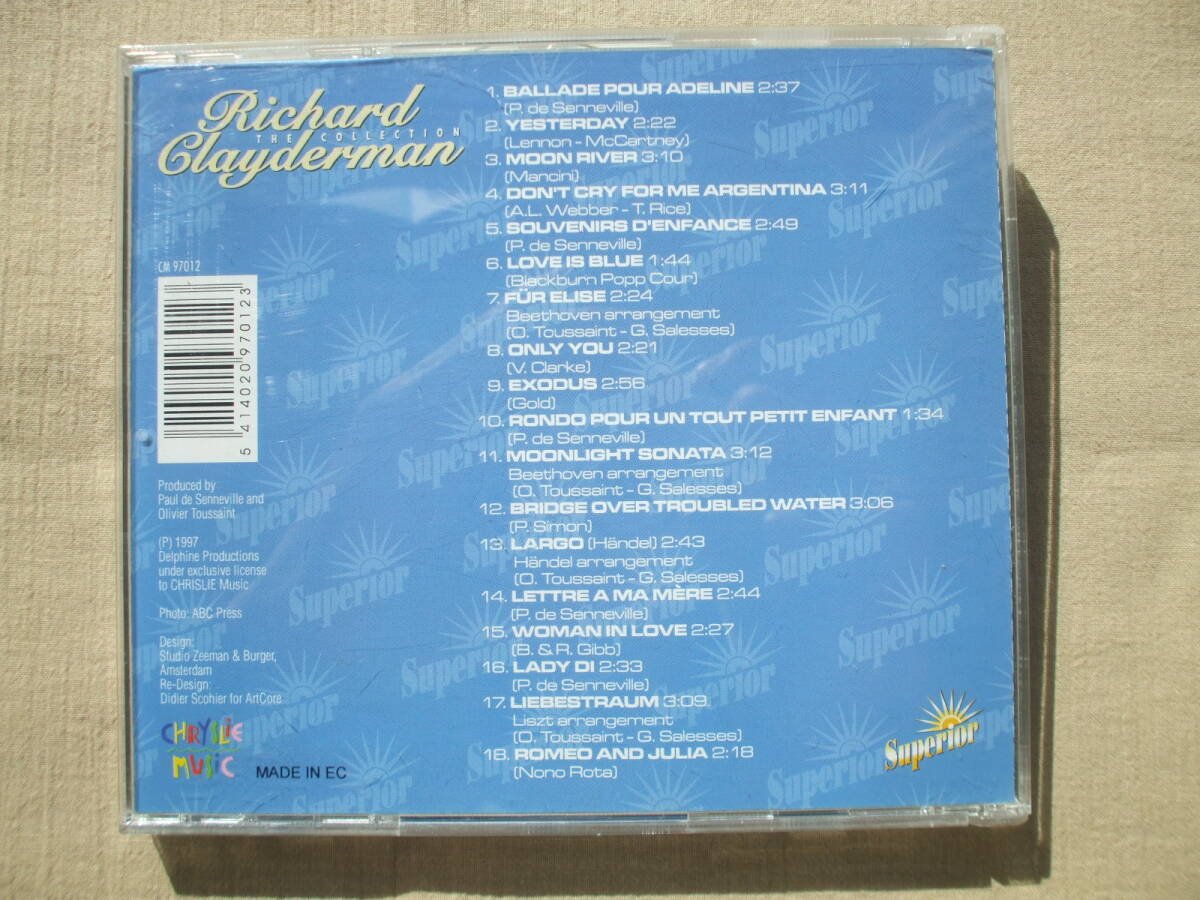 Richard
THE COLLECTION
Clayderman
CM 97012
5 414020 970123
Produced by
Paul de Senneville and
Olivier Toussaint
(P) 1997
Delphine Productions
under exclusive license
to CHRISLIE Music
Photo: ABC Press
Design:
Studio Zeeman & Burger,
Amsterdam
Re-Design:
Didier Scohier for ArtCore
CHRYSLIE
MUSIC
MADE IN EC
1. BALLADE POUR ADELINE 2:37
(P. de Senneville)
2. YESTERDAY 2:22
(Lennon - McCartney)
3. MOON RIVER 3:10
(Mancini)
4. DON'T CRY FOR ME ARGENTINA 3:11
(A.L. Webber - T. Rice)
5. SOUVENIRS D'ENFANCE 2:49
(P. de Senneville)
6. LOVE IS BLUE 1:44
(Blackburn Popp Cour)
7. FÜR ELISE 2:24
Beethoven arrangement
(O. Toussaint - G. Salesses)
8. ONLY YOU 2:21
(V. Clarke)
9. EXODUS 2:56
(Gold)
10. RONDO POUR UN TOUT PETIT ENFANT 1:34
(P. de Senneville)
11. MOONLIGHT SONATA 3:12
Beethoven arrangement
(O. Toussaint - G. Salesses)
12. BRIDGE OVER TROUBLED WATER 3:06
(P. Simon)
13. LARGO (Händel) 2:43
Händel arrangement
(O. Toussaint - G. Salesses)
14. LETTRE A MA MÈRE 2:44
(P. de Senneville)
15. WOMAN IN LOVE 2:27
(B. & R. Gibb)
16. LADY DI 2:33
(P. de Senneville)
17. LIEBESTRAUM 3:09
Liszt arrangement
(O. Toussaint - G. Salesses)
18. ROMEO AND JULIA 2:18
(Nono Rota)
Superior